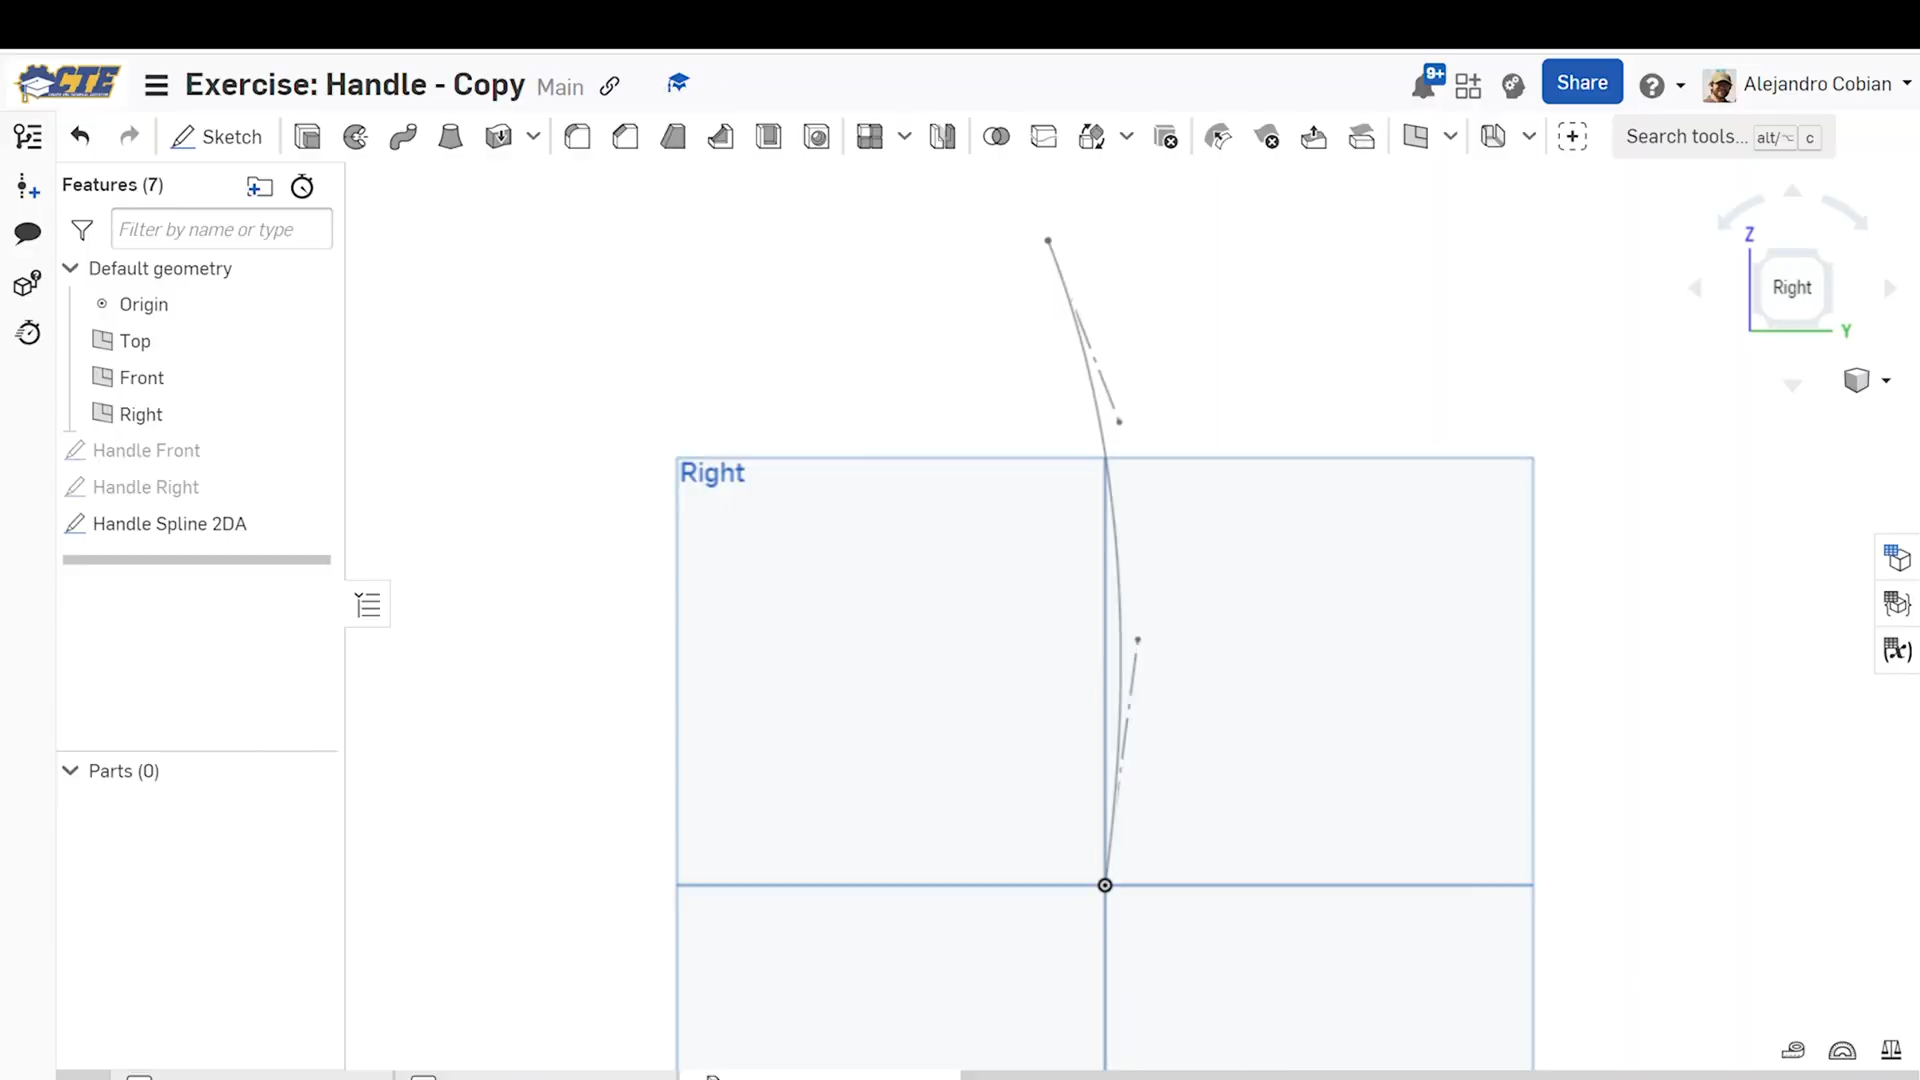 CTE
Exercise: Handle - Copy Main
9+
Share
Alejandro Cobian
Sketch
Search tools... alt/⌥ c
Features (7)
Filter by name or type
Default geometry
Origin
Top
Front
Right
Handle Front
Handle Right
Handle Spline 2DA
Parts (0)
Right
Z
Right
Y
(x)